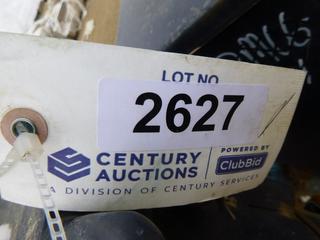 LOT NO.
2627
CENTURY
AUCTIONS
POWERED BY
ClubBid
A DIVISION OF CENTURY SERVICES